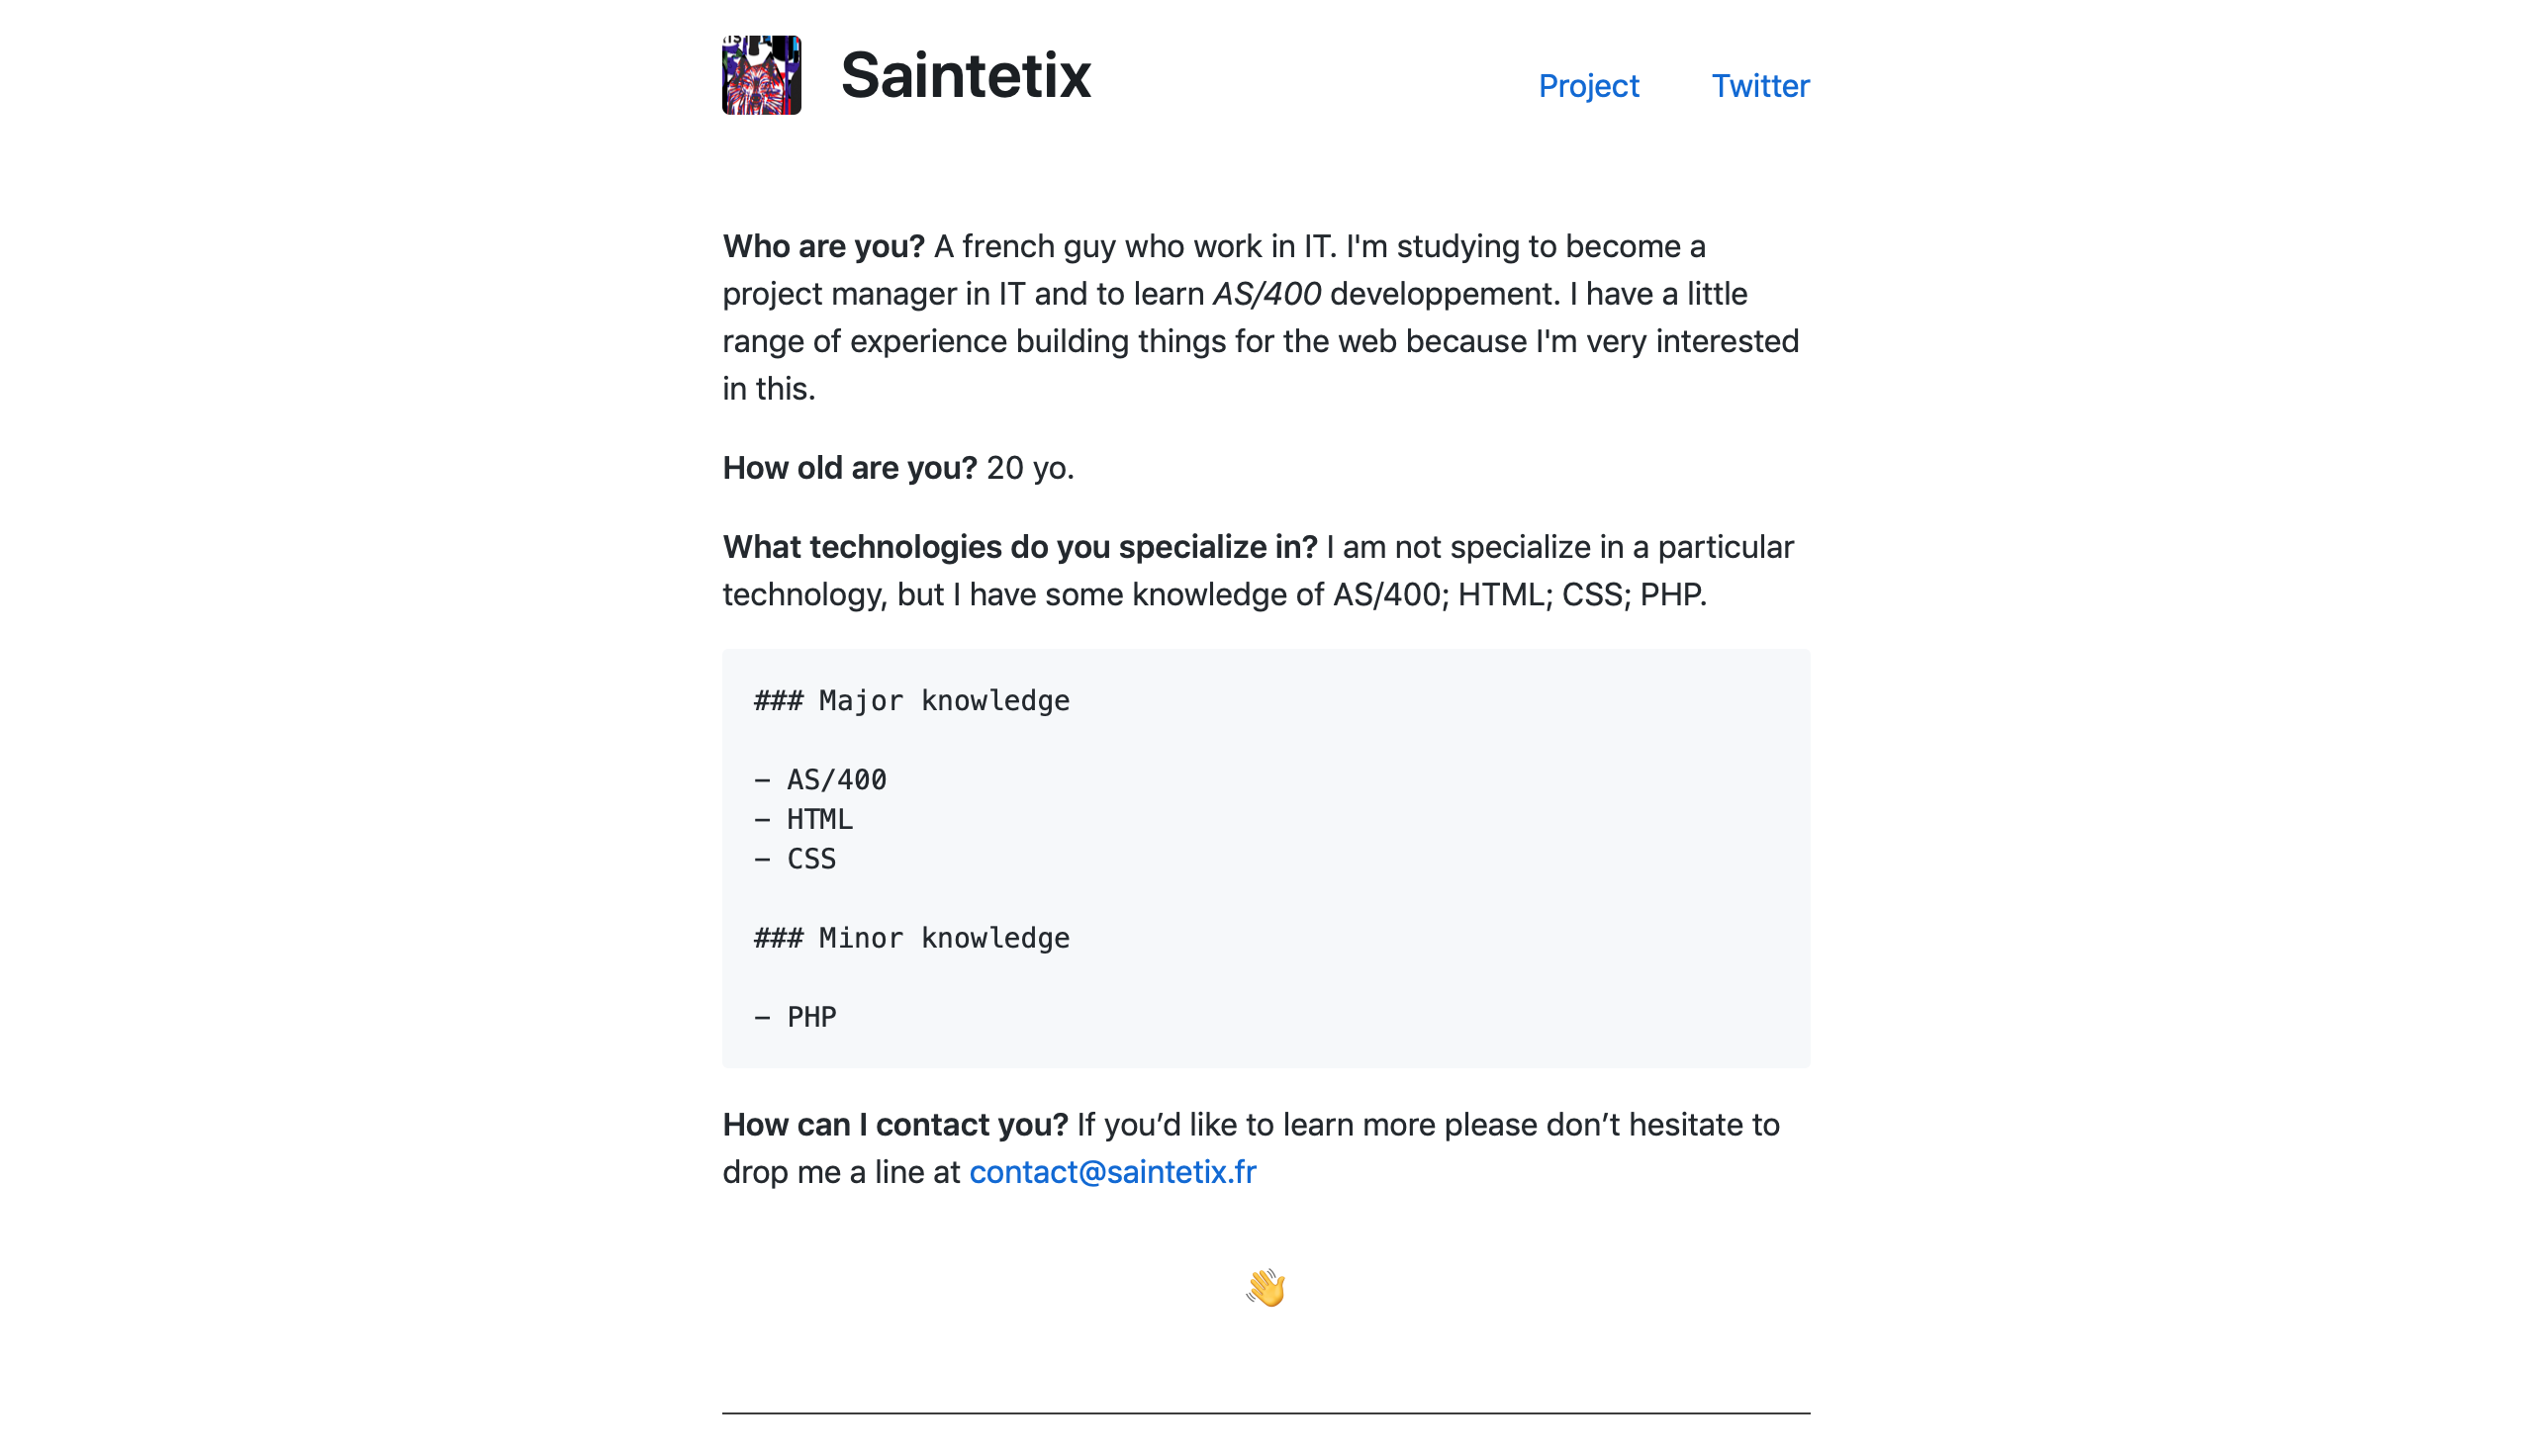 Saintetix
Project
Twitter
Who are you? A french guy who work in IT. I'm studying to become a
project manager in IT and to learn AS/400 developpement. I have a little
range of experience building things for the web because I'm very interested
in this.
How old are you? 20 yo.
What technologies do you specialize in? I am not specialize in a particular
technology, but I have some knowledge of AS/400; HTML; CSS; PHP.
### Major knowledge
- AS/400
- HTML
- CSS
### Minor knowledge
- PHP
How can I contact you? If you’d like to learn more please don’t hesitate to
drop me a line at contact@saintetix.fr